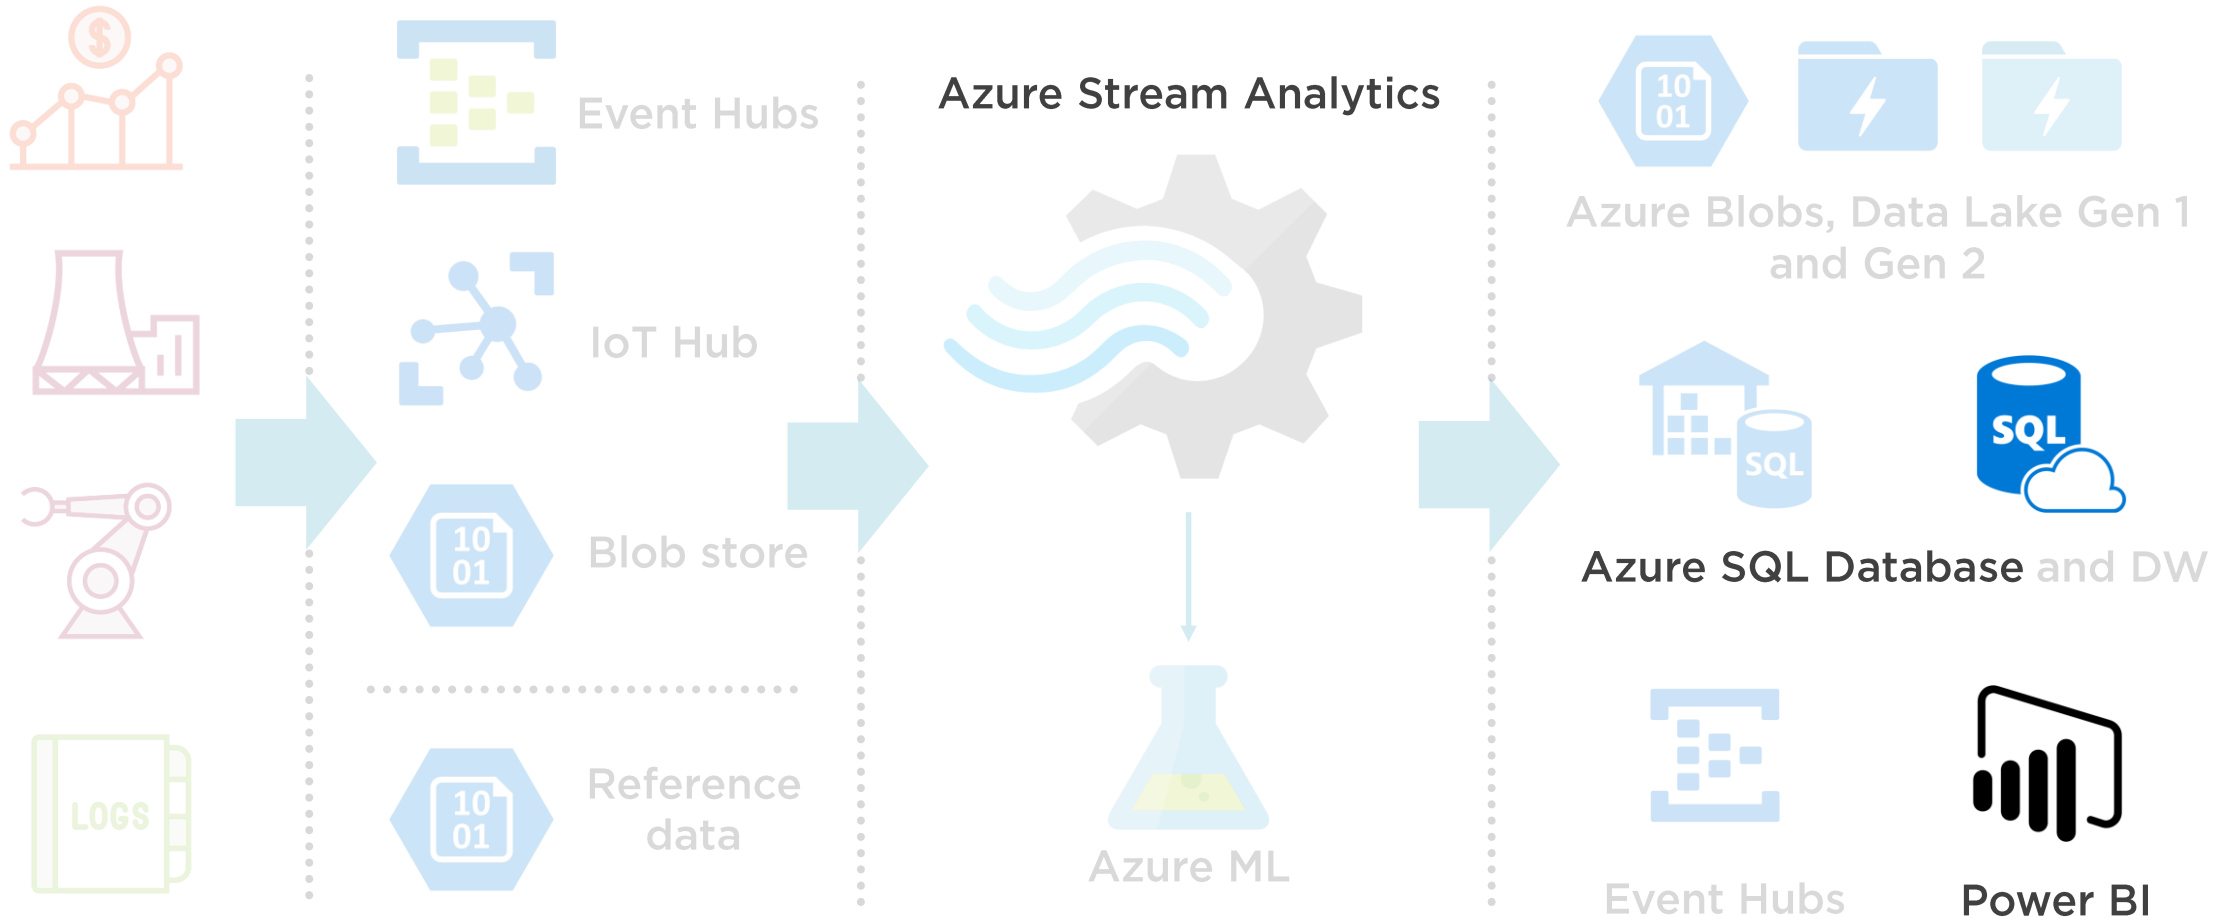 $
LOGS
Event Hubs
IoT Hub
10
01
Blob store
10
01
Reference
data
Azure Stream Analytics
Azure ML
10
01
Azure Blobs, Data Lake Gen 1
and Gen 2
SQL
SQL
Azure SQL Database and DW
Event Hubs
Power BI